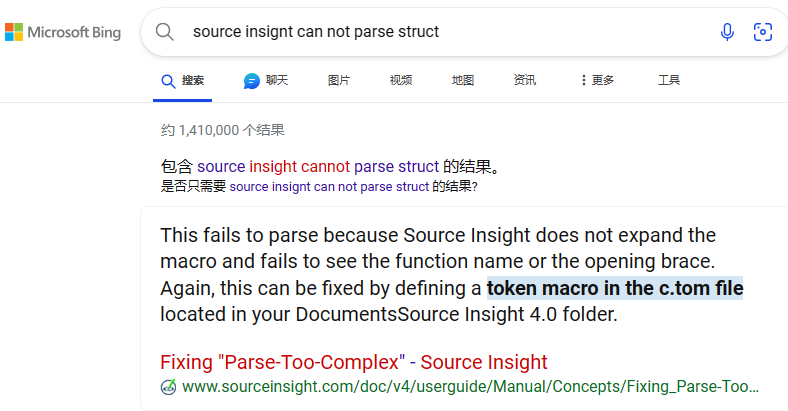 Microsoft Bing
source insignt can not parse struct
搜索 聊天 图片 视频 地图 资讯 更多 工具
约 1,410,000 个结果
包含 source insight cannot parse struct 的结果。
是否只需要 source insignt can not parse struct 的结果?
This fails to parse because Source Insight does not expand the
macro and fails to see the function name or the opening brace.
Again, this can be fixed by defining a token macro in the c.tom file
located in your DocumentsSource Insight 4.0 folder.
Fixing "Parse-Too-Complex" - Source Insight
www.sourceinsight.com/doc/v4/userguide/Manual/Concepts/Fixing_Parse-Too...